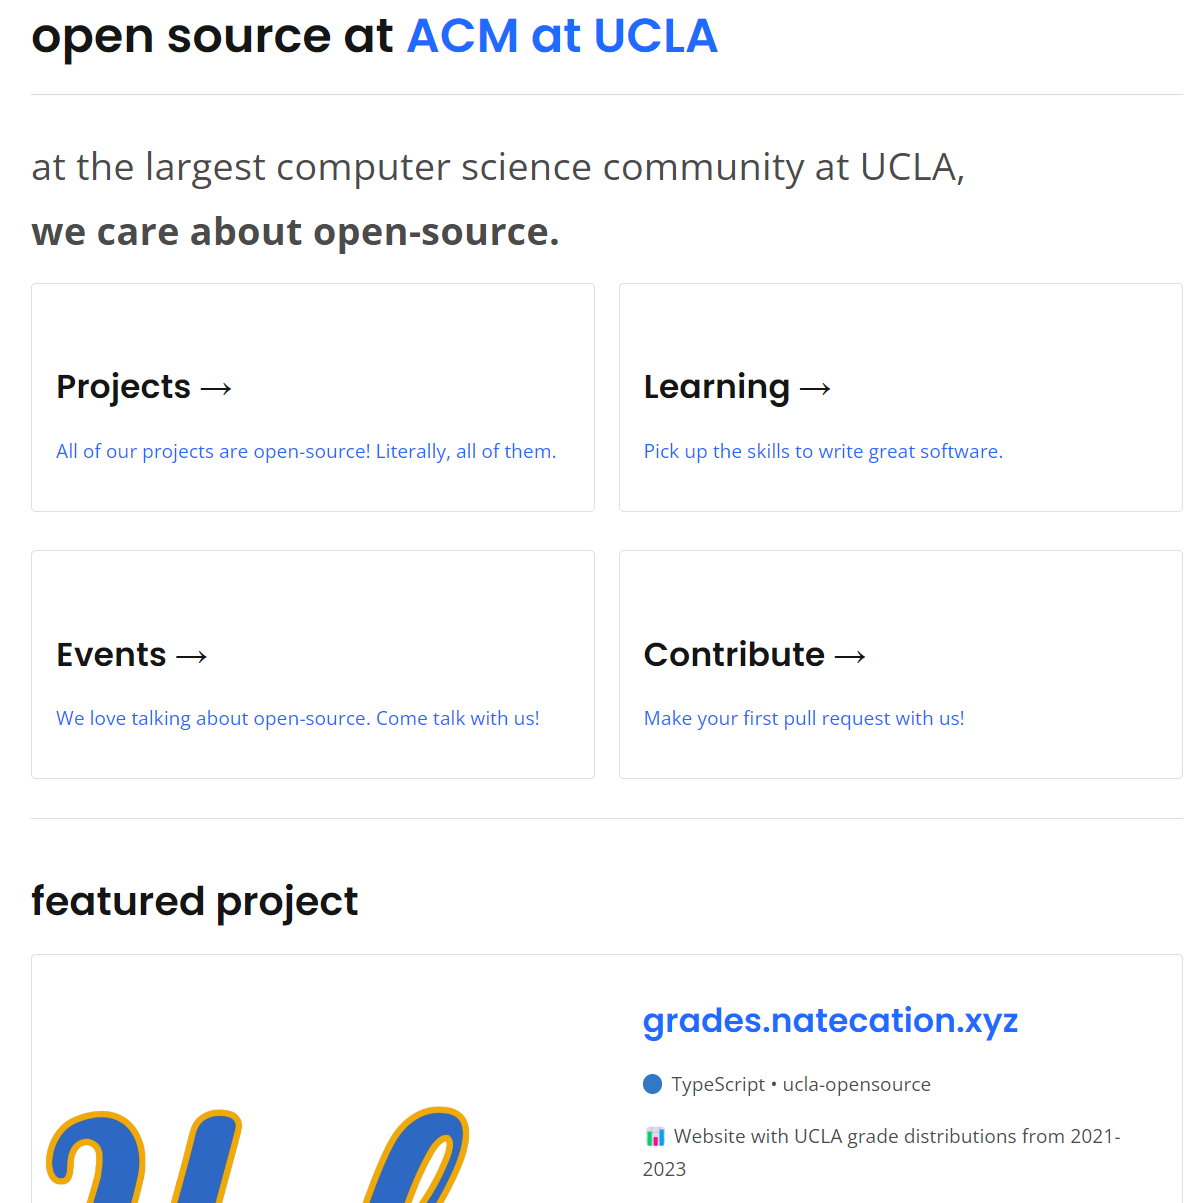 open source at ACM at UCLA
at the largest computer science community at UCLA,
we care about open-source.
Projects →
All of our projects are open-source! Literally, all of them.
Learning →
Pick up the skills to write great software.
Events →
We love talking about open-source. Come talk with us!
Contribute →
Make your first pull request with us!
featured project
grades.natecation.xyz
TypeScript • ucla-opensource
📊 Website with UCLA grade distributions from 2021-
2023